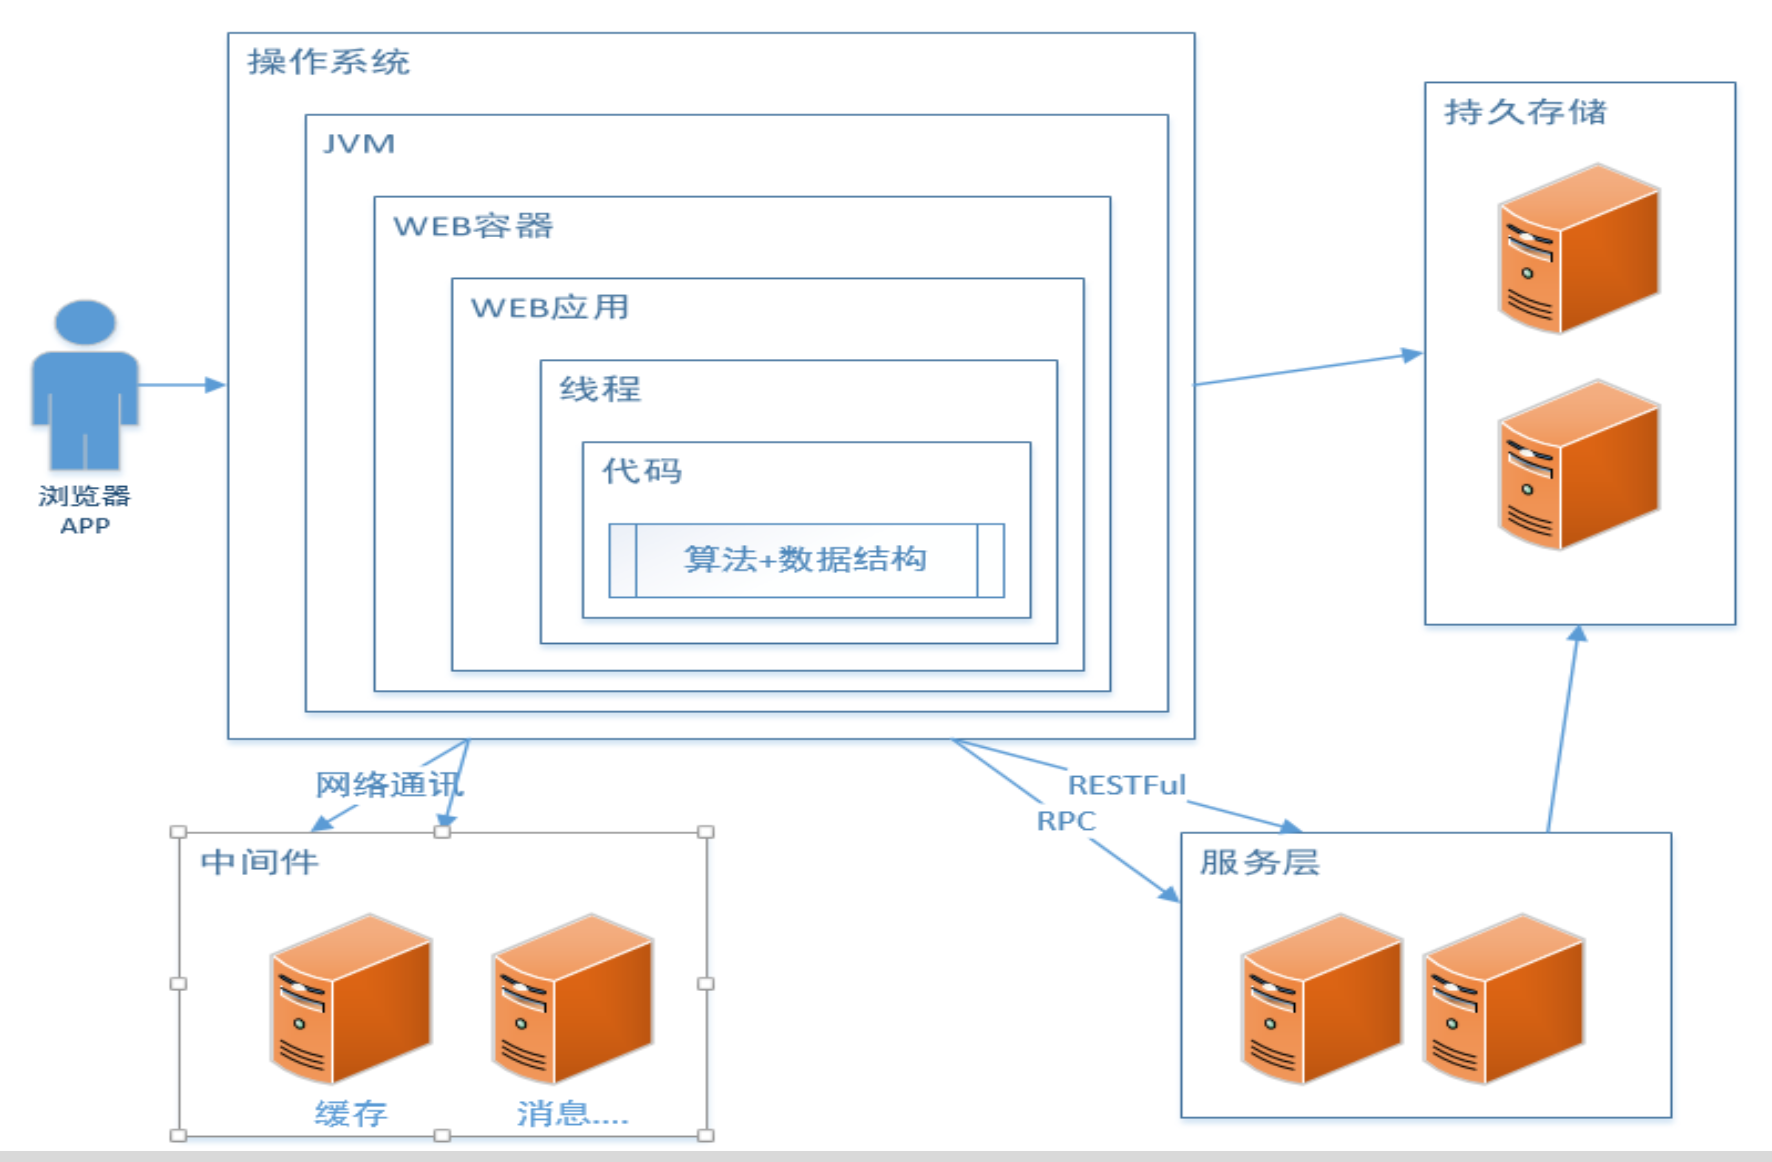 操作系统
JVM
WEB容器
WEB应用
线程
代码
算法+数据结构
浏览器
APP
持久存储
网络通讯
RESTFul
RPC
中间件
缓存
消息....
服务层